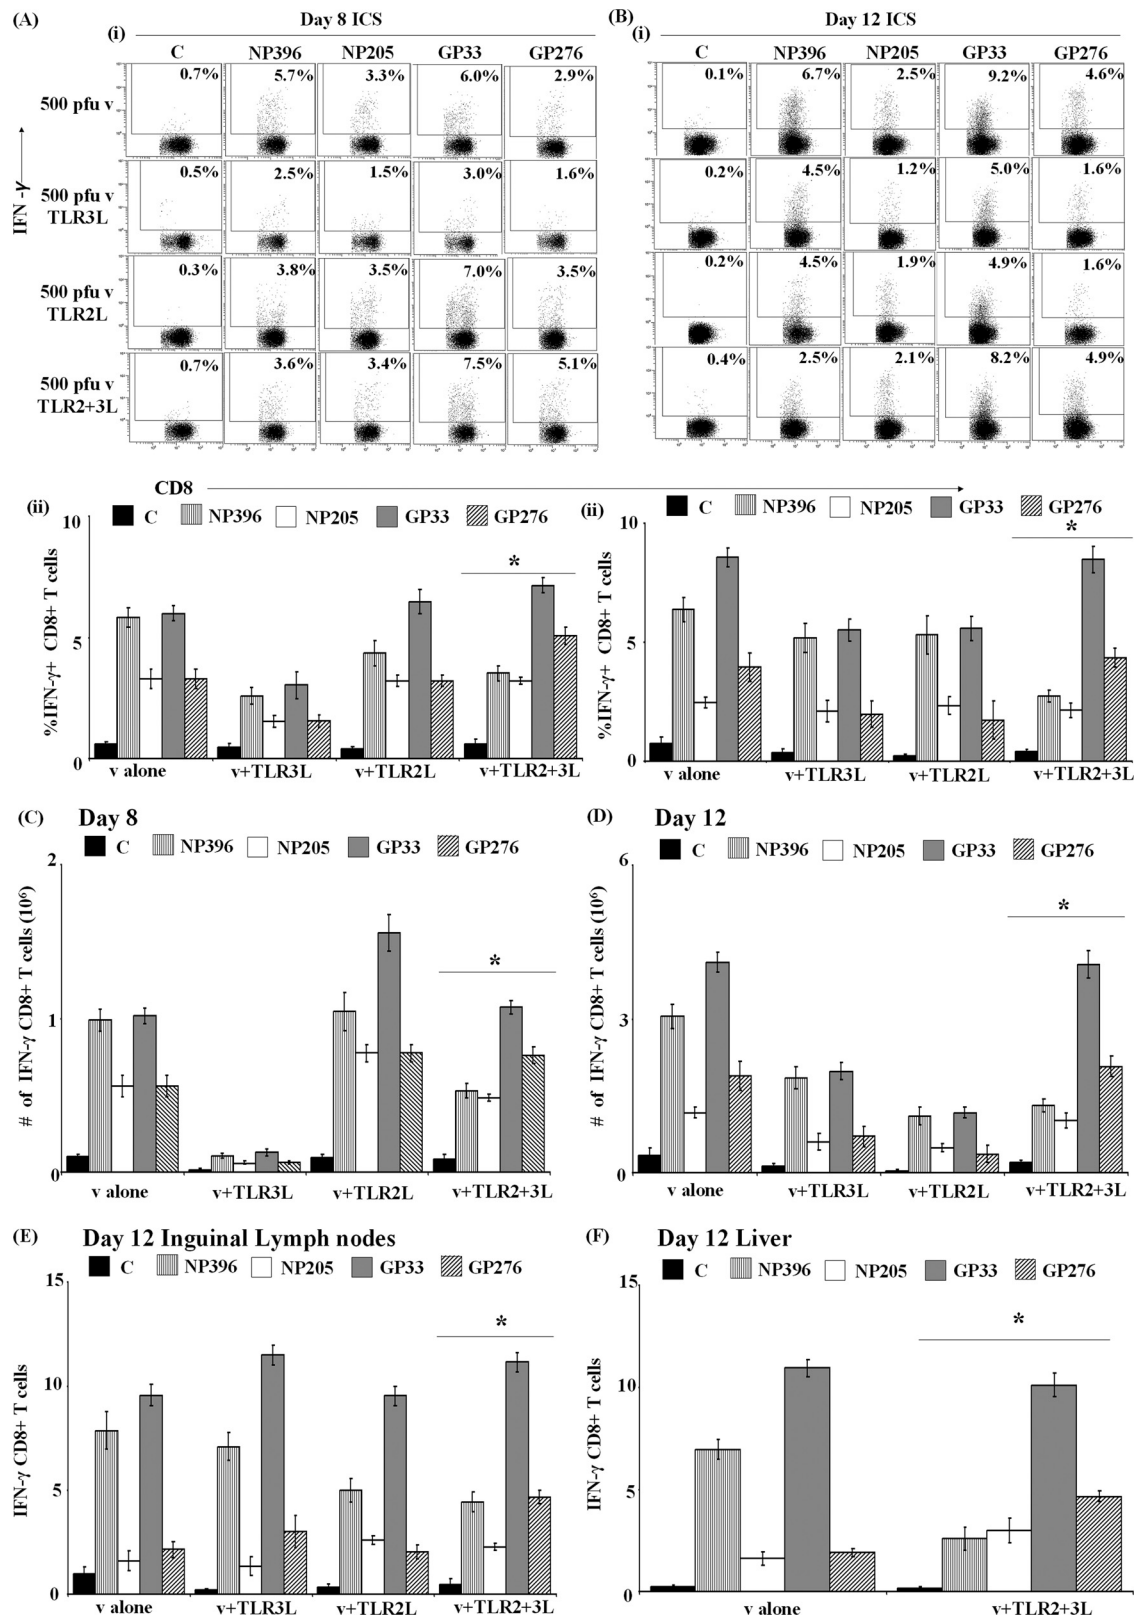 (A) Day 8 ICS
(i)
C NP396 NP205 GP33 GP276
500 pfu v 0.7% 5.7% 3.3% 6.0% 2.9%
500 pfu v TLR3L 0.5% 2.5% 1.5% 3.0% 1.6%
500 pfu v TLR2L 0.3% 3.8% 3.5% 7.0% 3.5%
500 pfu v TLR2+3L 0.7% 3.6% 3.4% 7.5% 5.1%
IFN -γ
(B) Day 12 ICS
(i)
C NP396 NP205 GP33 GP276
0.1% 6.7% 2.5% 9.2% 4.6%
0.2% 4.5% 1.2% 5.0% 1.6%
0.2% 4.5% 1.9% 4.9% 1.6%
0.4% 2.5% 2.1% 8.2% 4.9%
CD8
(ii)
C NP396 NP205 GP33 GP276
%IFN-γ+ CD8+ T cells
10
5
0
*
v alone v+TLR3L v+TLR2L v+TLR2+3L
(ii)
C NP396 NP205 GP33 GP276
%IFN-γ+ CD8+ T cells
10
5
0
*
v alone v+TLR3L v+TLR2L v+TLR2+3L
(C) Day 8
C NP396 NP205 GP33 GP276
# of IFN-γ CD8+ T cells (10⁶)
2
1
0
*
v alone v+TLR3L v+TLR2L v+TLR2+3L
(D) Day 12
C NP396 NP205 GP33 GP276
# of IFN-γ CD8+ T cells (10⁶)
6
3
0
*
v alone v+TLR3L v+TLR2L v+TLR2+3L
(E) Day 12 Inguinal Lymph nodes
C NP396 NP205 GP33 GP276
IFN-γ CD8+ T cells
15
10
5
0
*
v alone v+TLR3L v+TLR2L v+TLR2+3L
(F) Day 12 Liver
C NP396 NP205 GP33 GP276
IFN-γ CD8+ T cells
15
10
5
0
*
v alone v+TLR2+3L